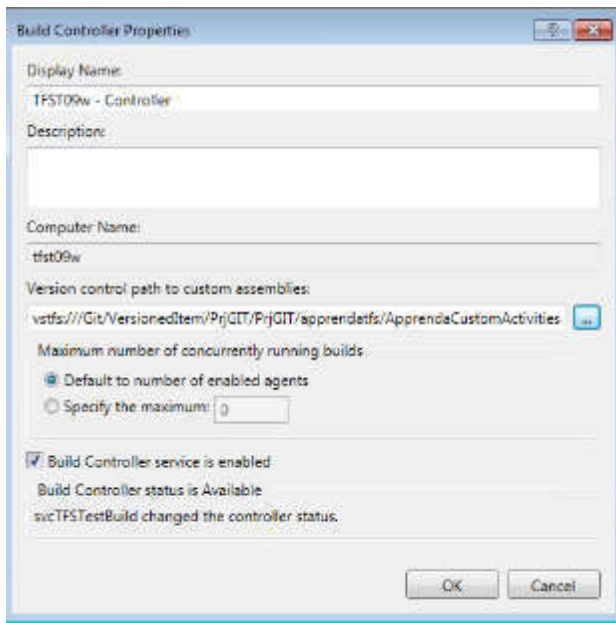 Build Controller Properties
Display Name:
TFST09w - Controller
Description:
Computer Name:
tfst09w
Version control path to custom assemblies:
vstfs:///Git/VersionedItem/PrjGIT/PrjGIT/apprendatfs/ApprendaCustomActivities
...
Maximum number of concurrently running builds
Default to number of enabled agents
Specify the maximum: 0
Build Controller service is enabled
Build Controller status is Available
svcTFSTestBuild changed the controller status.
OK Cancel